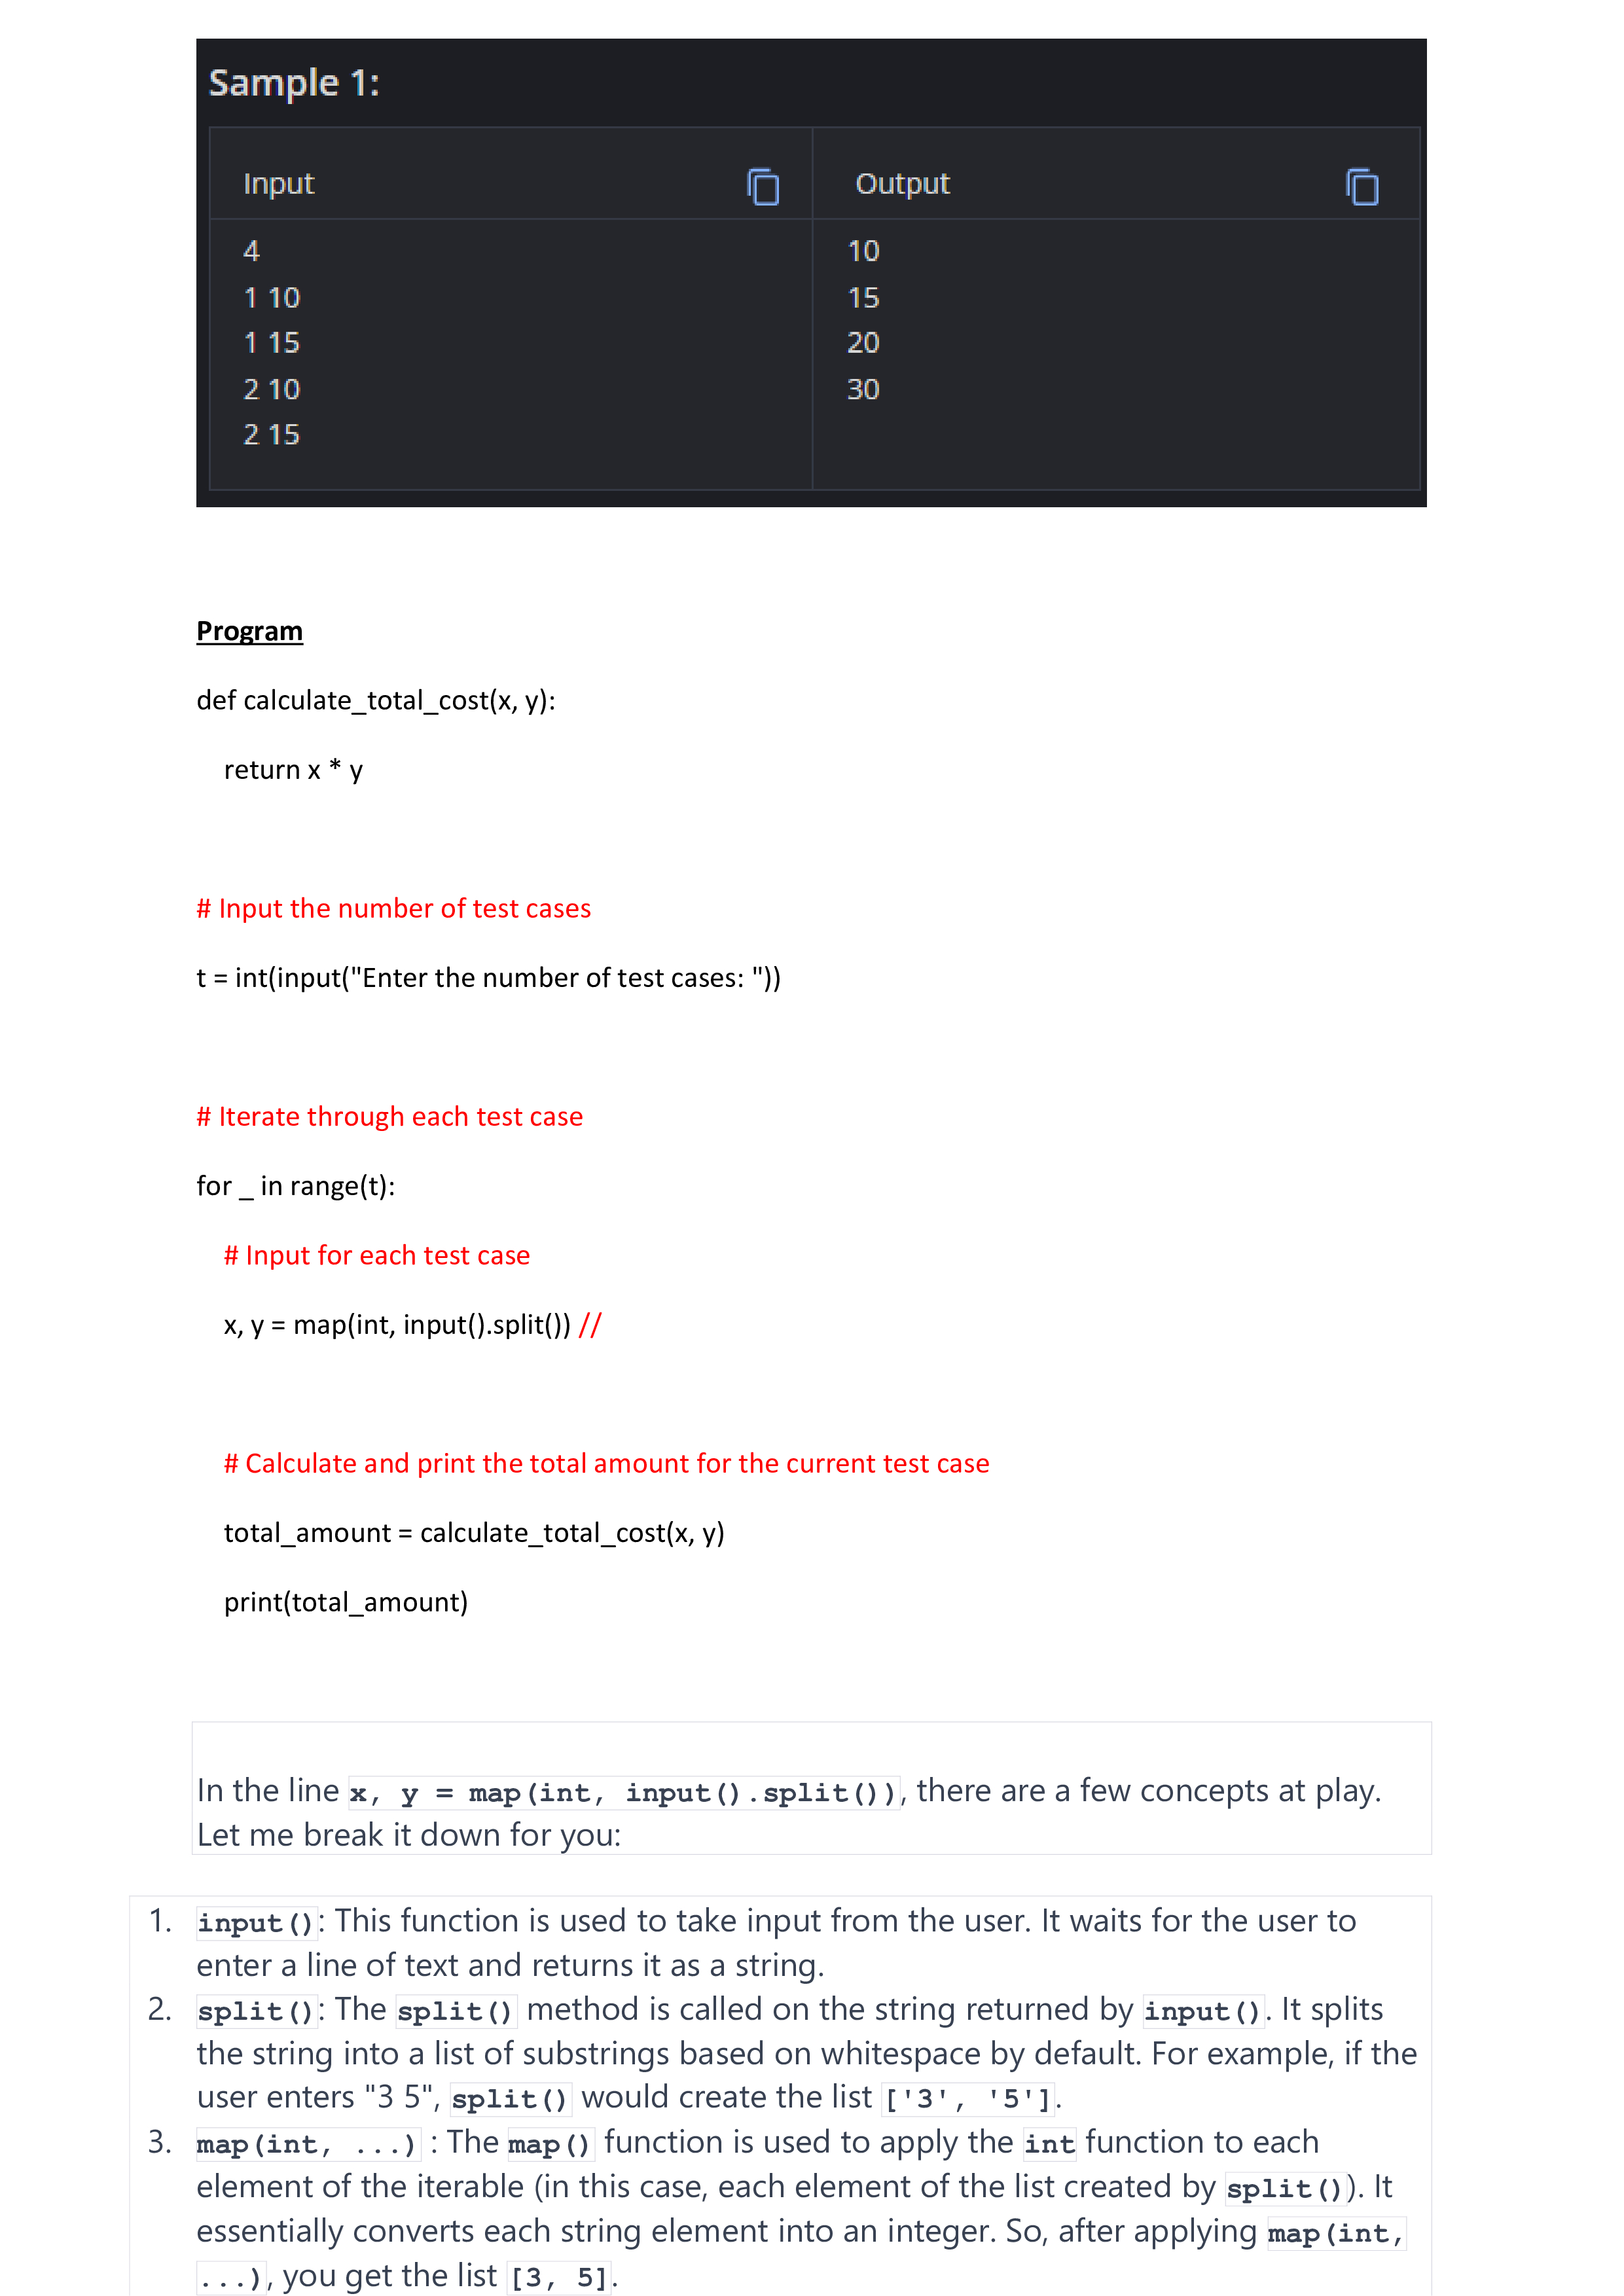 Sample 1:
Input
Output
4
1 10
1 15
2 10
2 15
10
15
20
30
Program
def calculate_total_cost(x, y):
return x * y
# Input the number of test cases
t = int(input("Enter the number of test cases: "))
# Iterate through each test case
for _ in range(t):
# Input for each test case
x, y = map(int, input().split()) //
# Calculate and print the total amount for the current test case
total_amount = calculate_total_cost(x, y)
print(total_amount)
In the line x, y = map(int, input().split()), there are a few concepts at play.
Let me break it down for you:
1. input(): This function is used to take input from the user. It waits for the user to
enter a line of text and returns it as a string.
2. split(): The split() method is called on the string returned by input(). It splits
the string into a list of substrings based on whitespace by default. For example, if the
user enters "3 5", split() would create the list ['3', '5'].
3. map(int, ...) : The map() function is used to apply the int function to each
element of the iterable (in this case, each element of the list created by split()). It
essentially converts each string element into an integer. So, after applying map(int,
...), you get the list [3, 5].